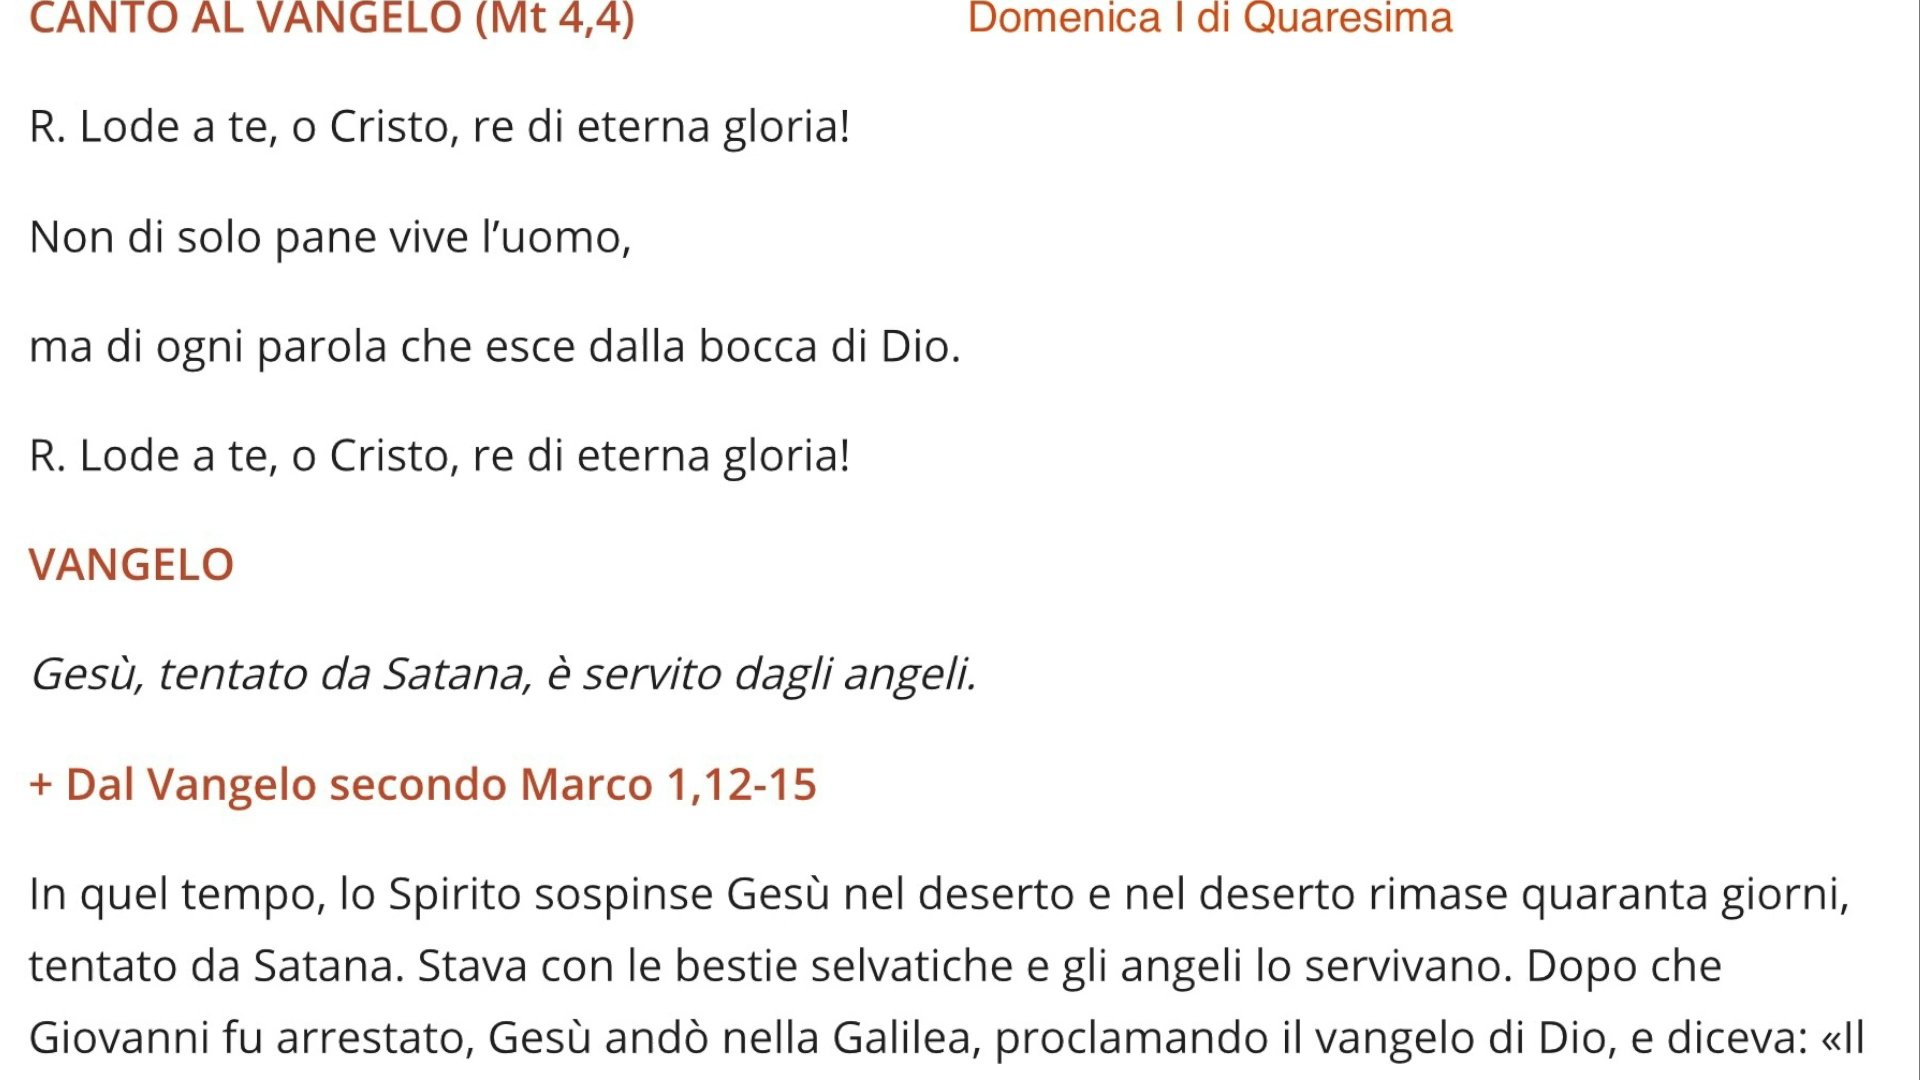 CANTO AL VANGELO (Mt 4,4) Domenica I di Quaresima
R. Lode a te, o Cristo, re di eterna gloria!
Non di solo pane vive l’uomo,
ma di ogni parola che esce dalla bocca di Dio.
R. Lode a te, o Cristo, re di eterna gloria!
VANGELO
Gesù, tentato da Satana, è servito dagli angeli.
+ Dal Vangelo secondo Marco 1,12-15
In quel tempo, lo Spirito sospinse Gesù nel deserto e nel deserto rimase quaranta giorni,
tentato da Satana. Stava con le bestie selvatiche e gli angeli lo servivano. Dopo che
Giovanni fu arrestato, Gesù andò nella Galilea, proclamando il vangelo di Dio, e diceva: «Il